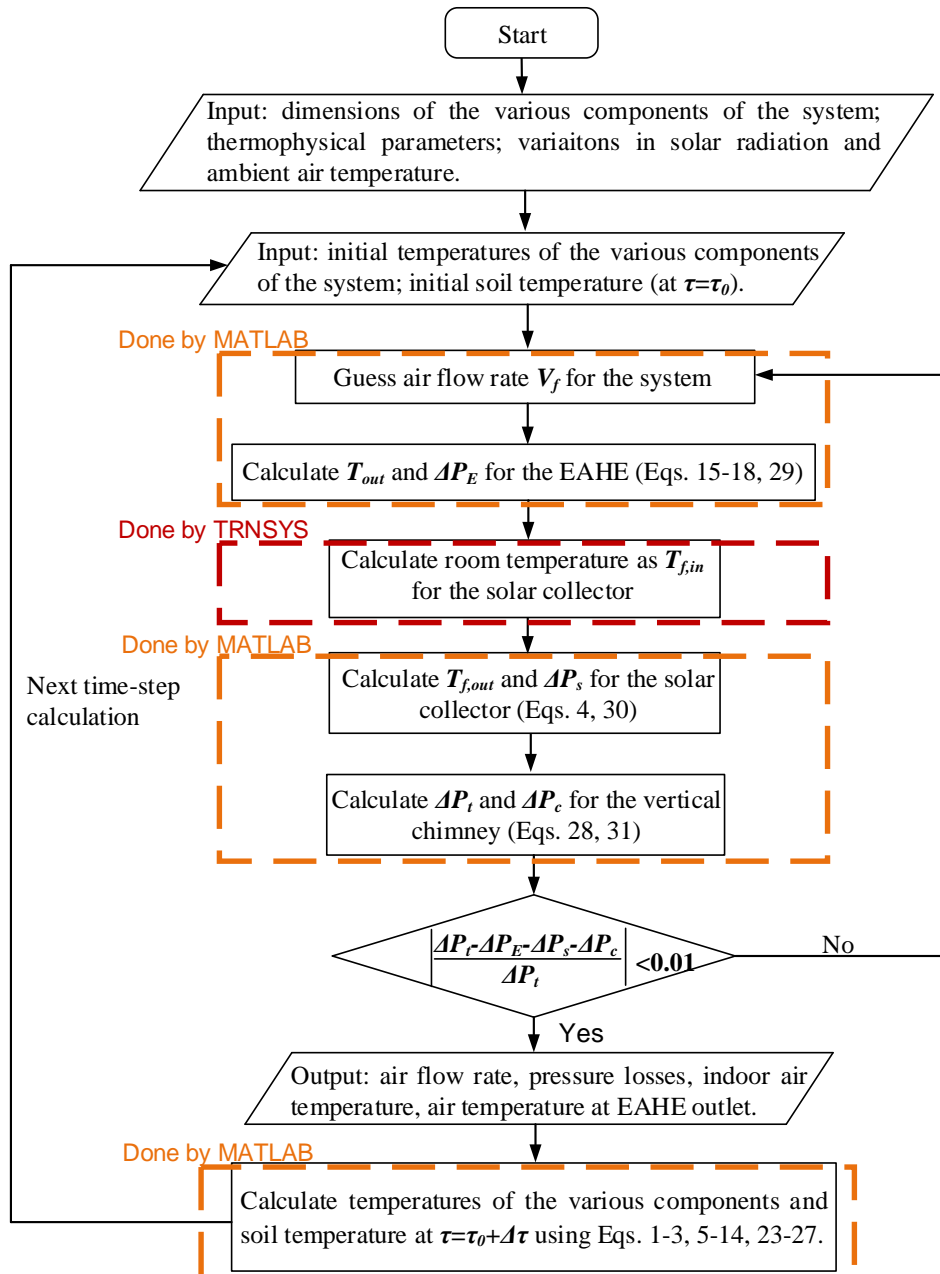 Start
Input: dimensions of the various components of the system;
thermophysical parameters; variaitons in solar radiation and
ambient air temperature.
Input: initial temperatures of the various components
of the system; initial soil temperature (at τ=τ0).
Done by MATLAB
Guess air flow rate Vf for the system
Calculate Tout and ΔPE for the EAHE (Eqs. 15-18, 29)
Done by TRNSYS
Calculate room temperature as Tf,in
for the solar collector
Done by MATLAB
Calculate Tf,out and ΔPs for the solar
collector (Eqs. 4, 30)
Next time-step
calculation
Calculate ΔPt and ΔPc for the vertical
chimney (Eqs. 28, 31)
|ΔPt-ΔPE-ΔPs-ΔPc
ΔPt| <0.01
No
Yes
Output: air flow rate, pressure losses, indoor air
temperature, air temperature at EAHE outlet.
Done by MATLAB
Calculate temperatures of the various components and
soil temperature at τ=τ0+Δτ using Eqs. 1-3, 5-14, 23-27.